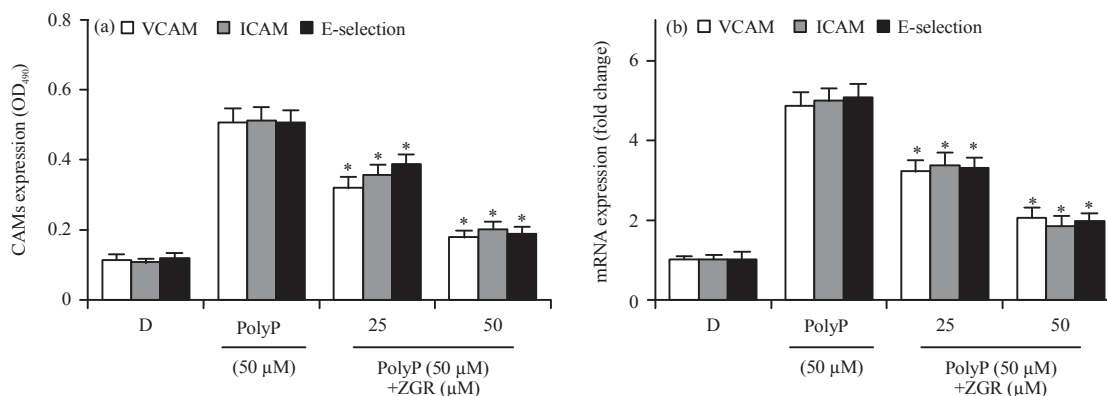 (a) VCAM ICAM E-selection
CAMs expression (OD490)
0.8
0.6
0.4
0.2
0
* * *
* * *
D PolyP 25 50
(50 µM) PolyP (50 µM)
+ZGR (µM)
(b) VCAM ICAM E-selection
mRNA expression (fold change)
6
4
2
0
* * *
* * *
D PolyP 25 50
(50 µM) PolyP (50 µM)
+ZGR (µM)